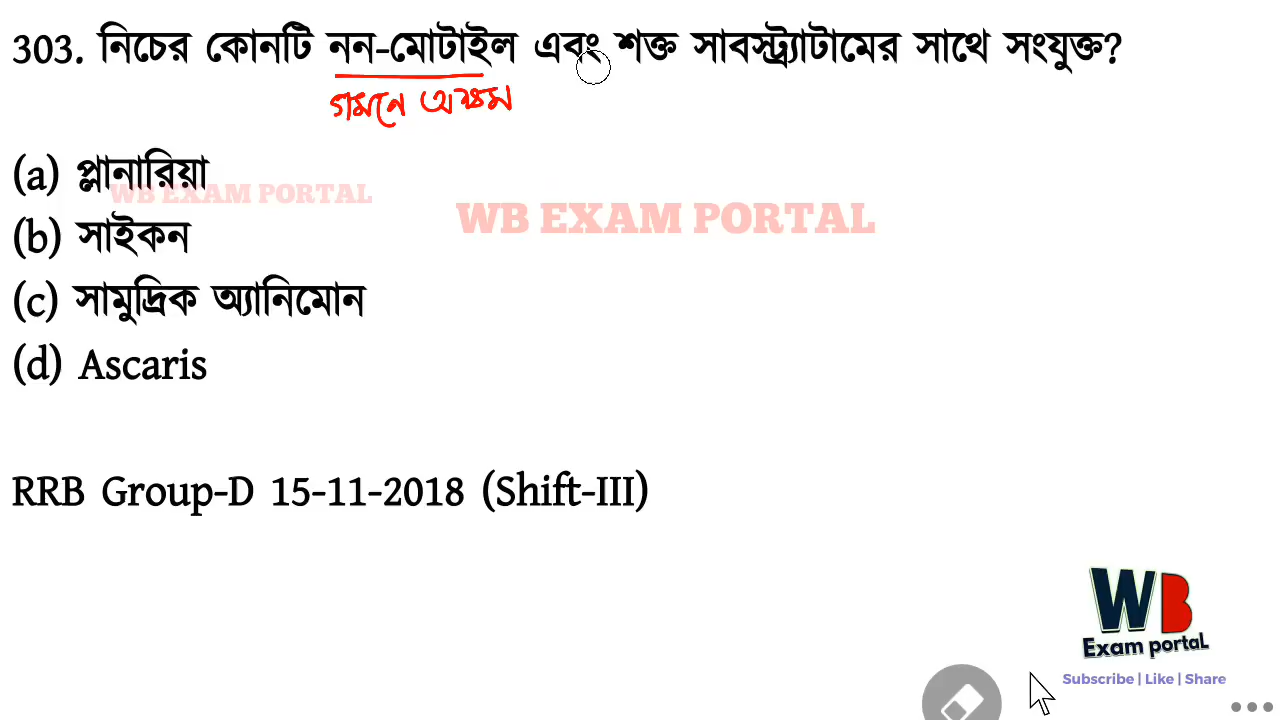 303. নিচের কোনটি নন-মোটাইল এবং শক্ত সাবস্ট্র্যাটামের সাথে সংযুক্ত?
গমনে অক্ষম
(a) প্লানারিয়া
WB EXAM PORTAL
WB EXAM PORTAL
(b) সাইকন
(c) সামুদ্রিক অ্যানিমোন
(d) Ascaris
RRB Group-D 15-11-2018 (Shift-III)
WB
Exam portaL
Subscribe | Like | Share